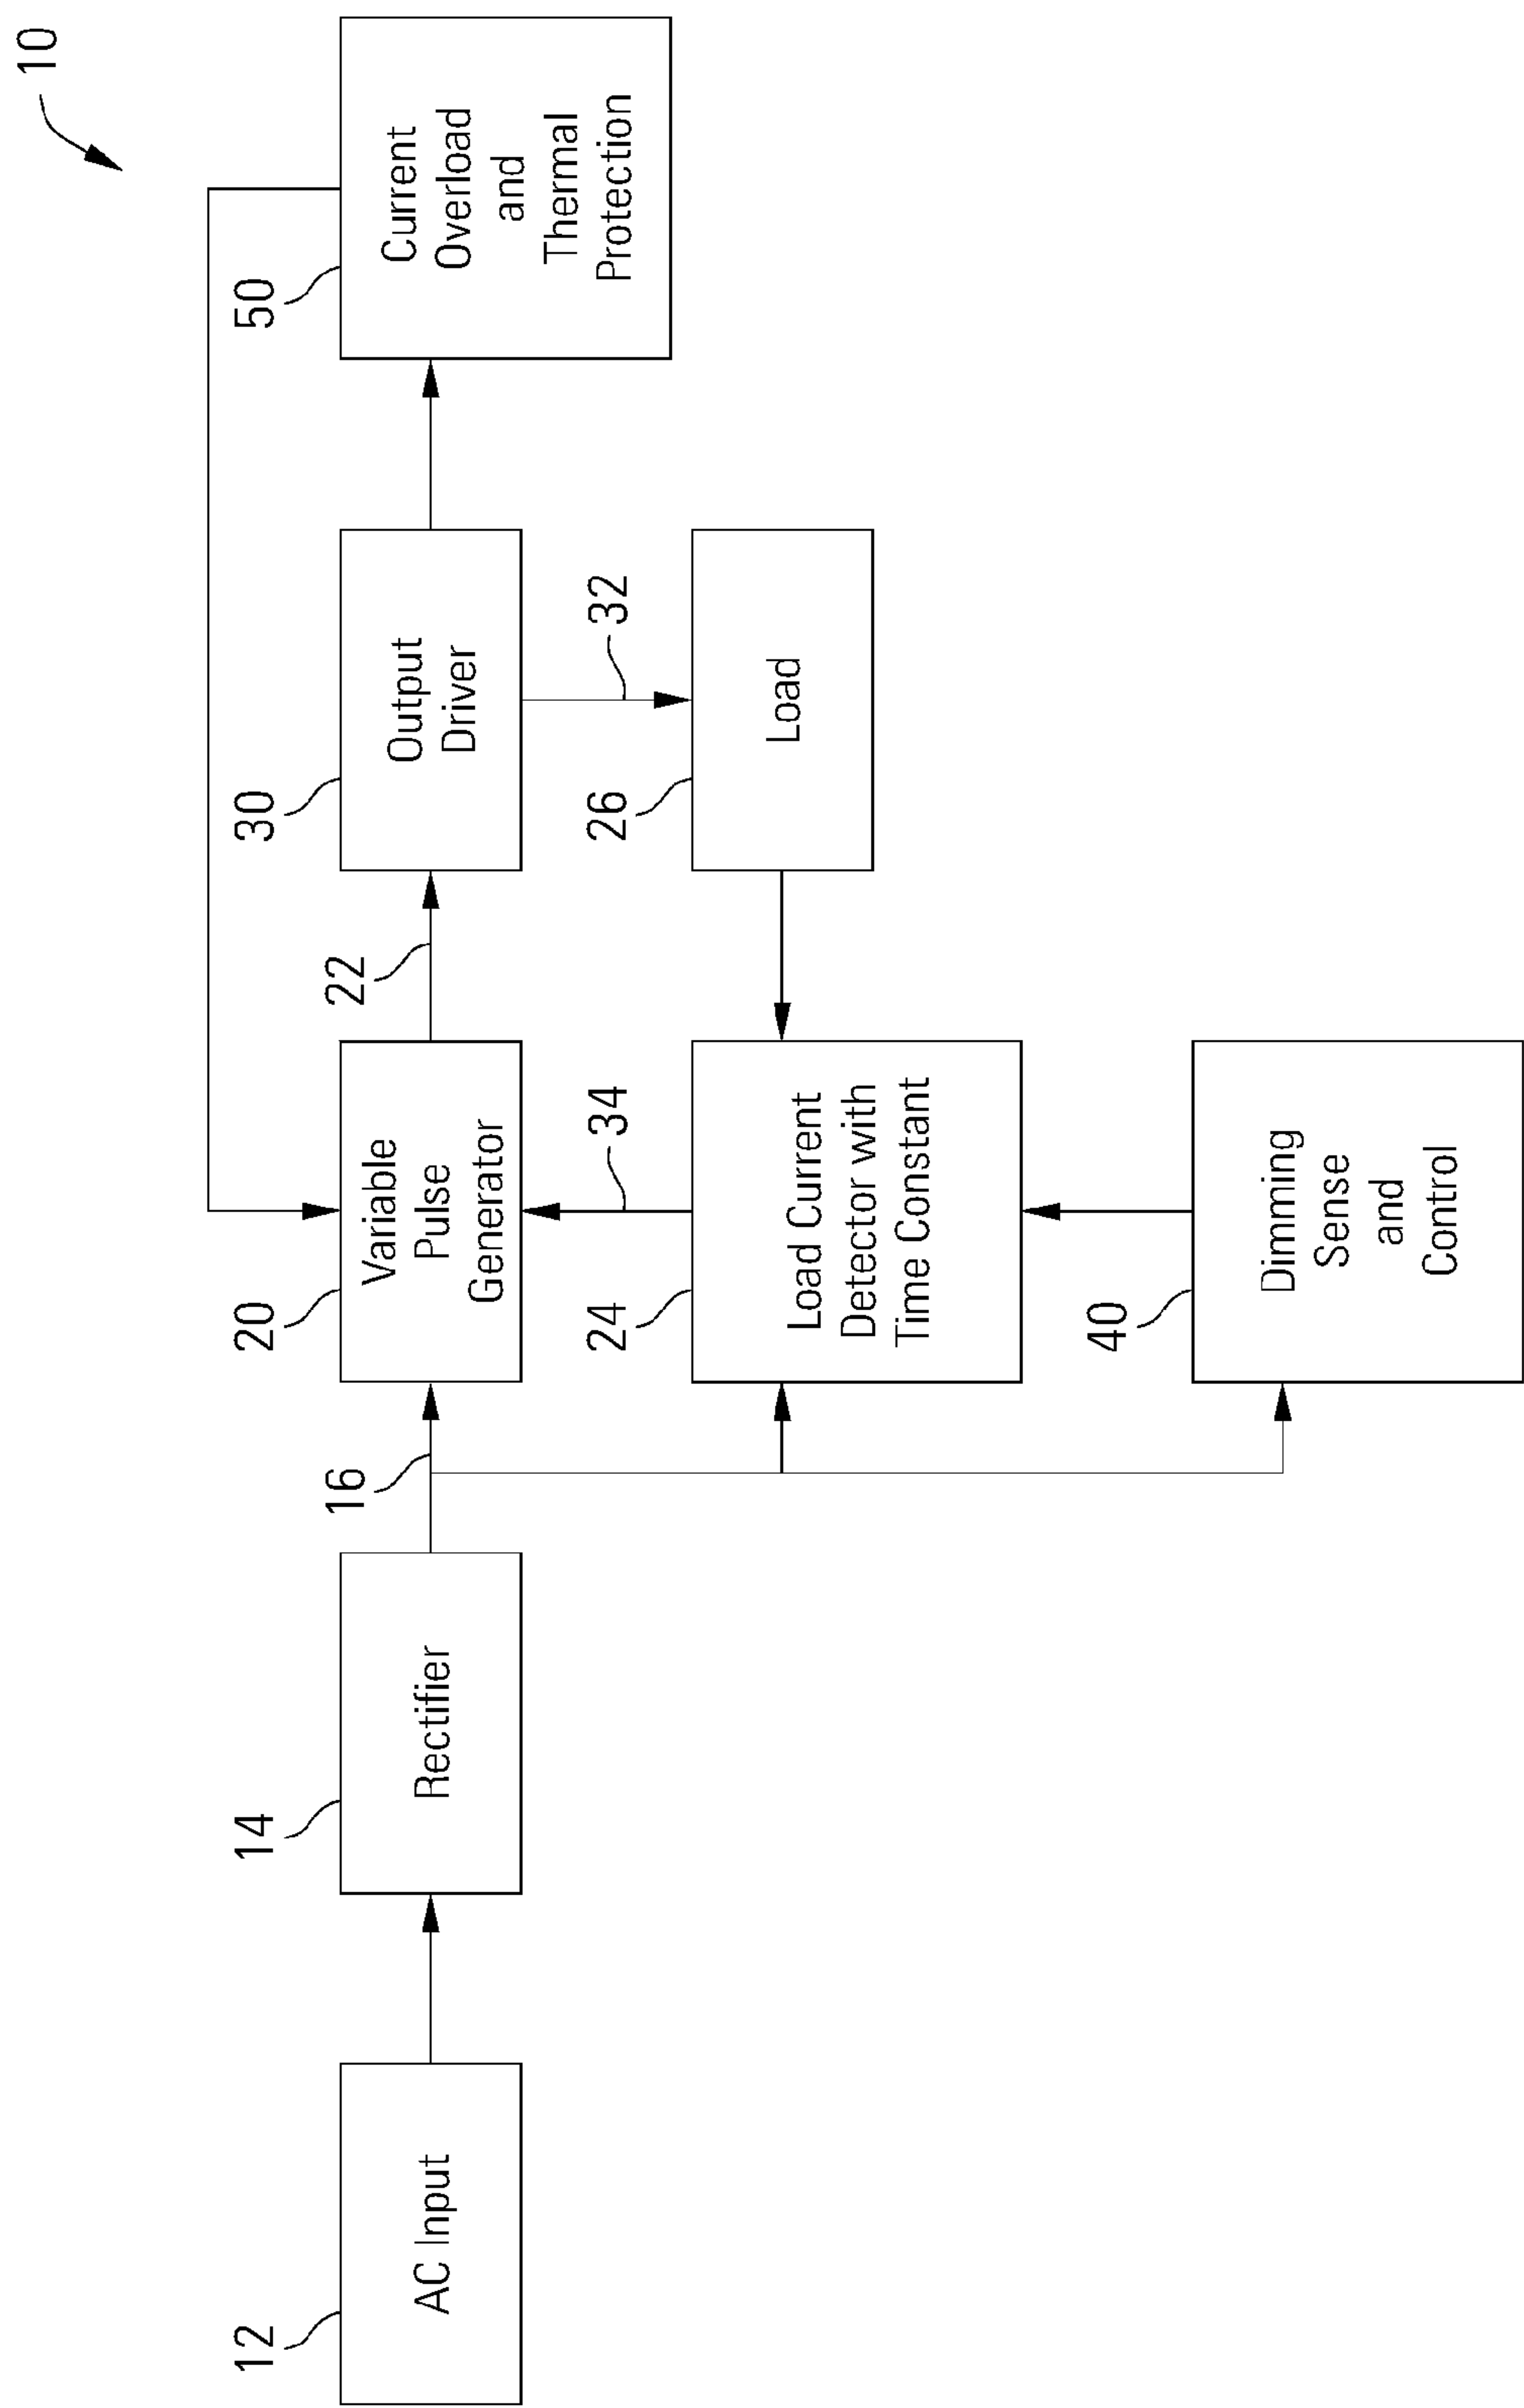 10
12
AC Input
14
Rectifier
16
20
Variable
Pulse
Generator
22
30
Output
Driver
50
Current
Overload
and
Thermal
Protection
34
32
24
Load Current
Detector with
Time Constant
26
Load
40
Dimming
Sense
and
Control